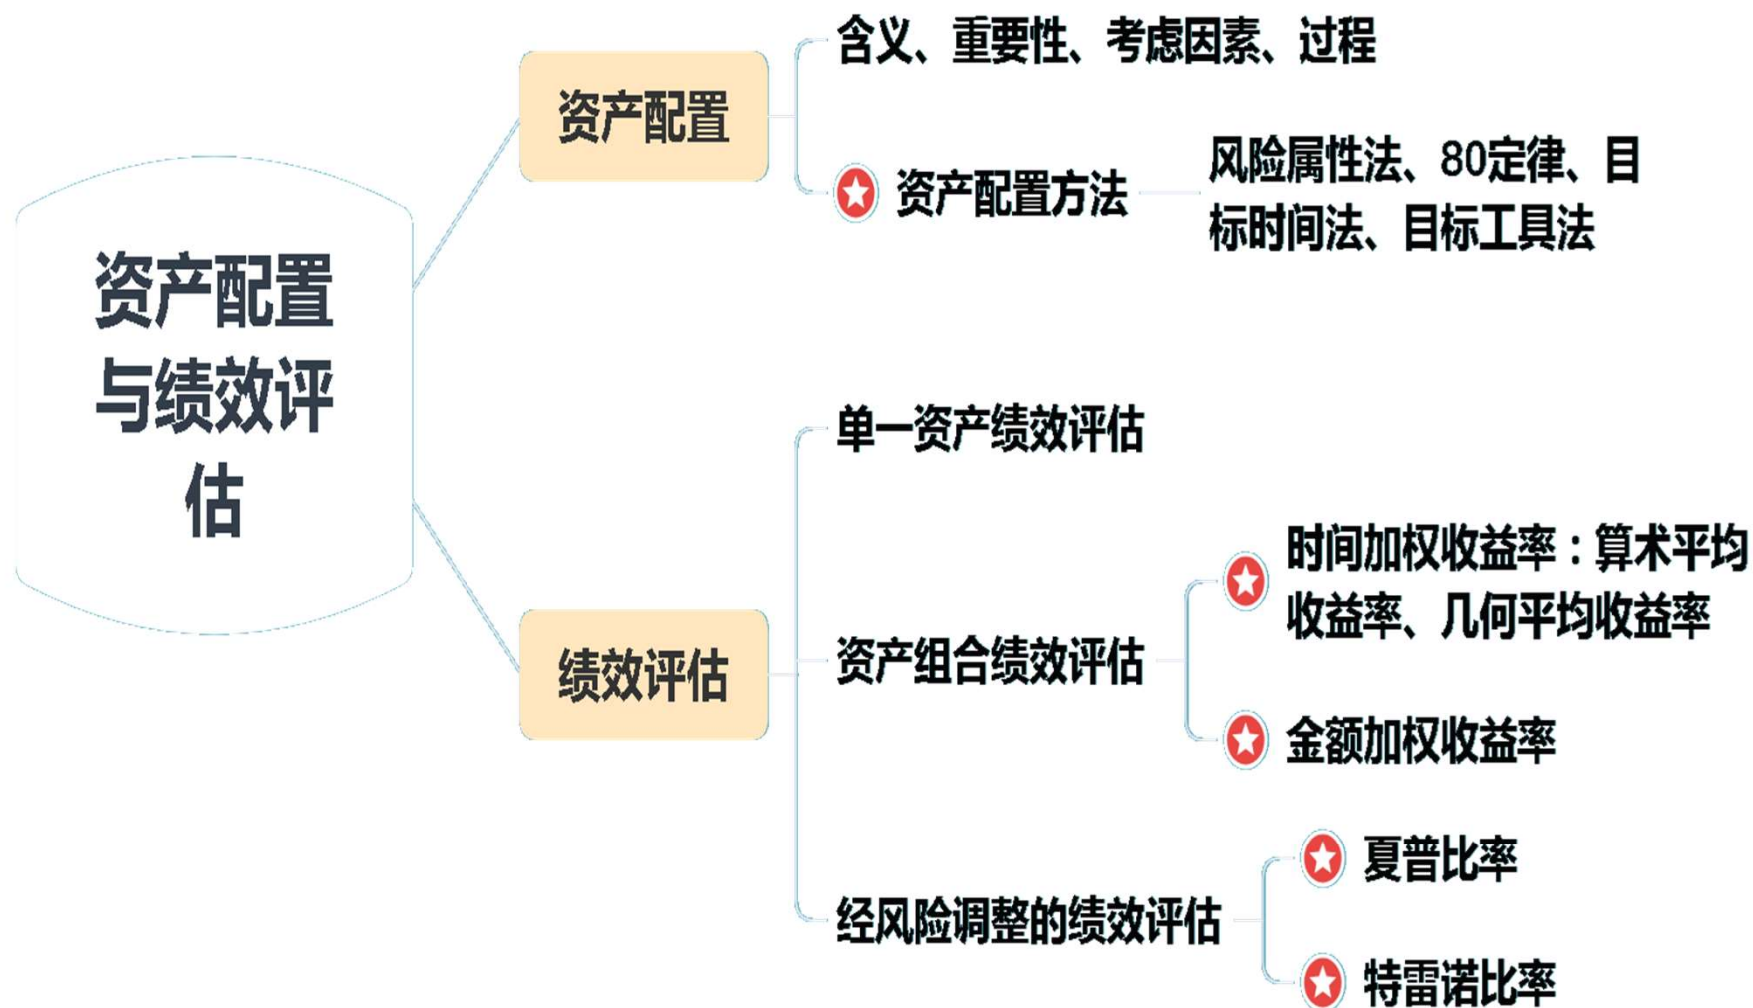 资产配置
与绩效评
估
资产配置
含义、重要性、考虑因素、过程
资产配置方法
风险属性法、80定律、目
标时间法、目标工具法
绩效评估
单一资产绩效评估
资产组合绩效评估
时间加权收益率：算术平均
收益率、几何平均收益率
金额加权收益率
经风险调整的绩效评估
夏普比率
特雷诺比率